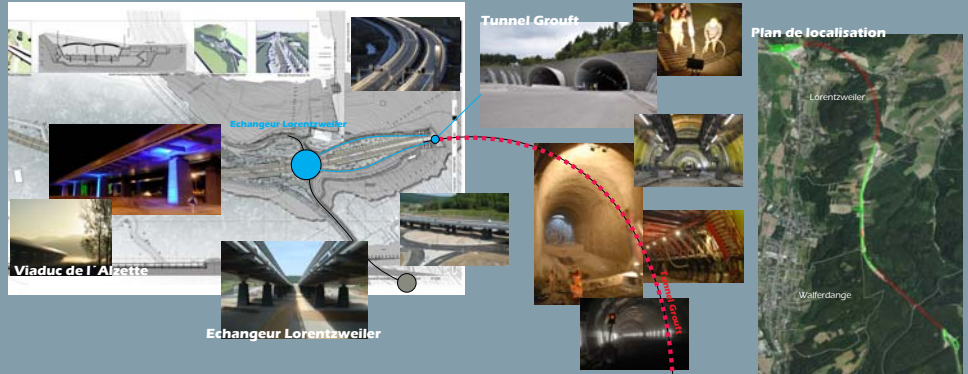 Tunnel Grouft
Plan de localisation
Lorentzweiler
Echangeur Lorentzweiler
Viaduc de l´Alzette
Tunnel Grouft
Walferdange
Echangeur Lorentzweiler